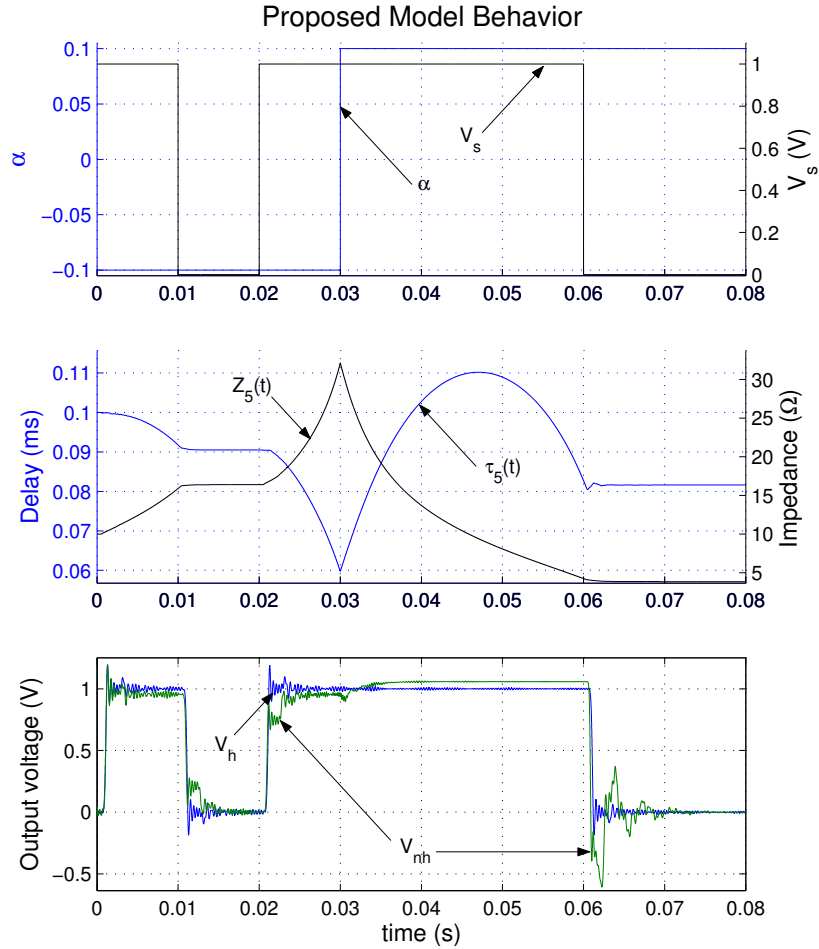 Proposed Model Behavior
0.1
0.05
0
−0.05
−0.1
α
1
0.8
0.6
0.4
0.2
0
V_s (V)
V_s
α
0 0.01 0.02 0.03 0.04 0.05 0.06 0.07 0.08
0.11
0.1
0.09
0.08
0.07
0.06
Delay (ms)
30
25
20
15
10
5
Impedance (Ω)
Z_5(t)
τ_5(t)
0 0.01 0.02 0.03 0.04 0.05 0.06 0.07 0.08
1
0.5
0
−0.5
Output voltage (V)
V_h
V_nh
0 0.01 0.02 0.03 0.04 0.05 0.06 0.07 0.08
time (s)